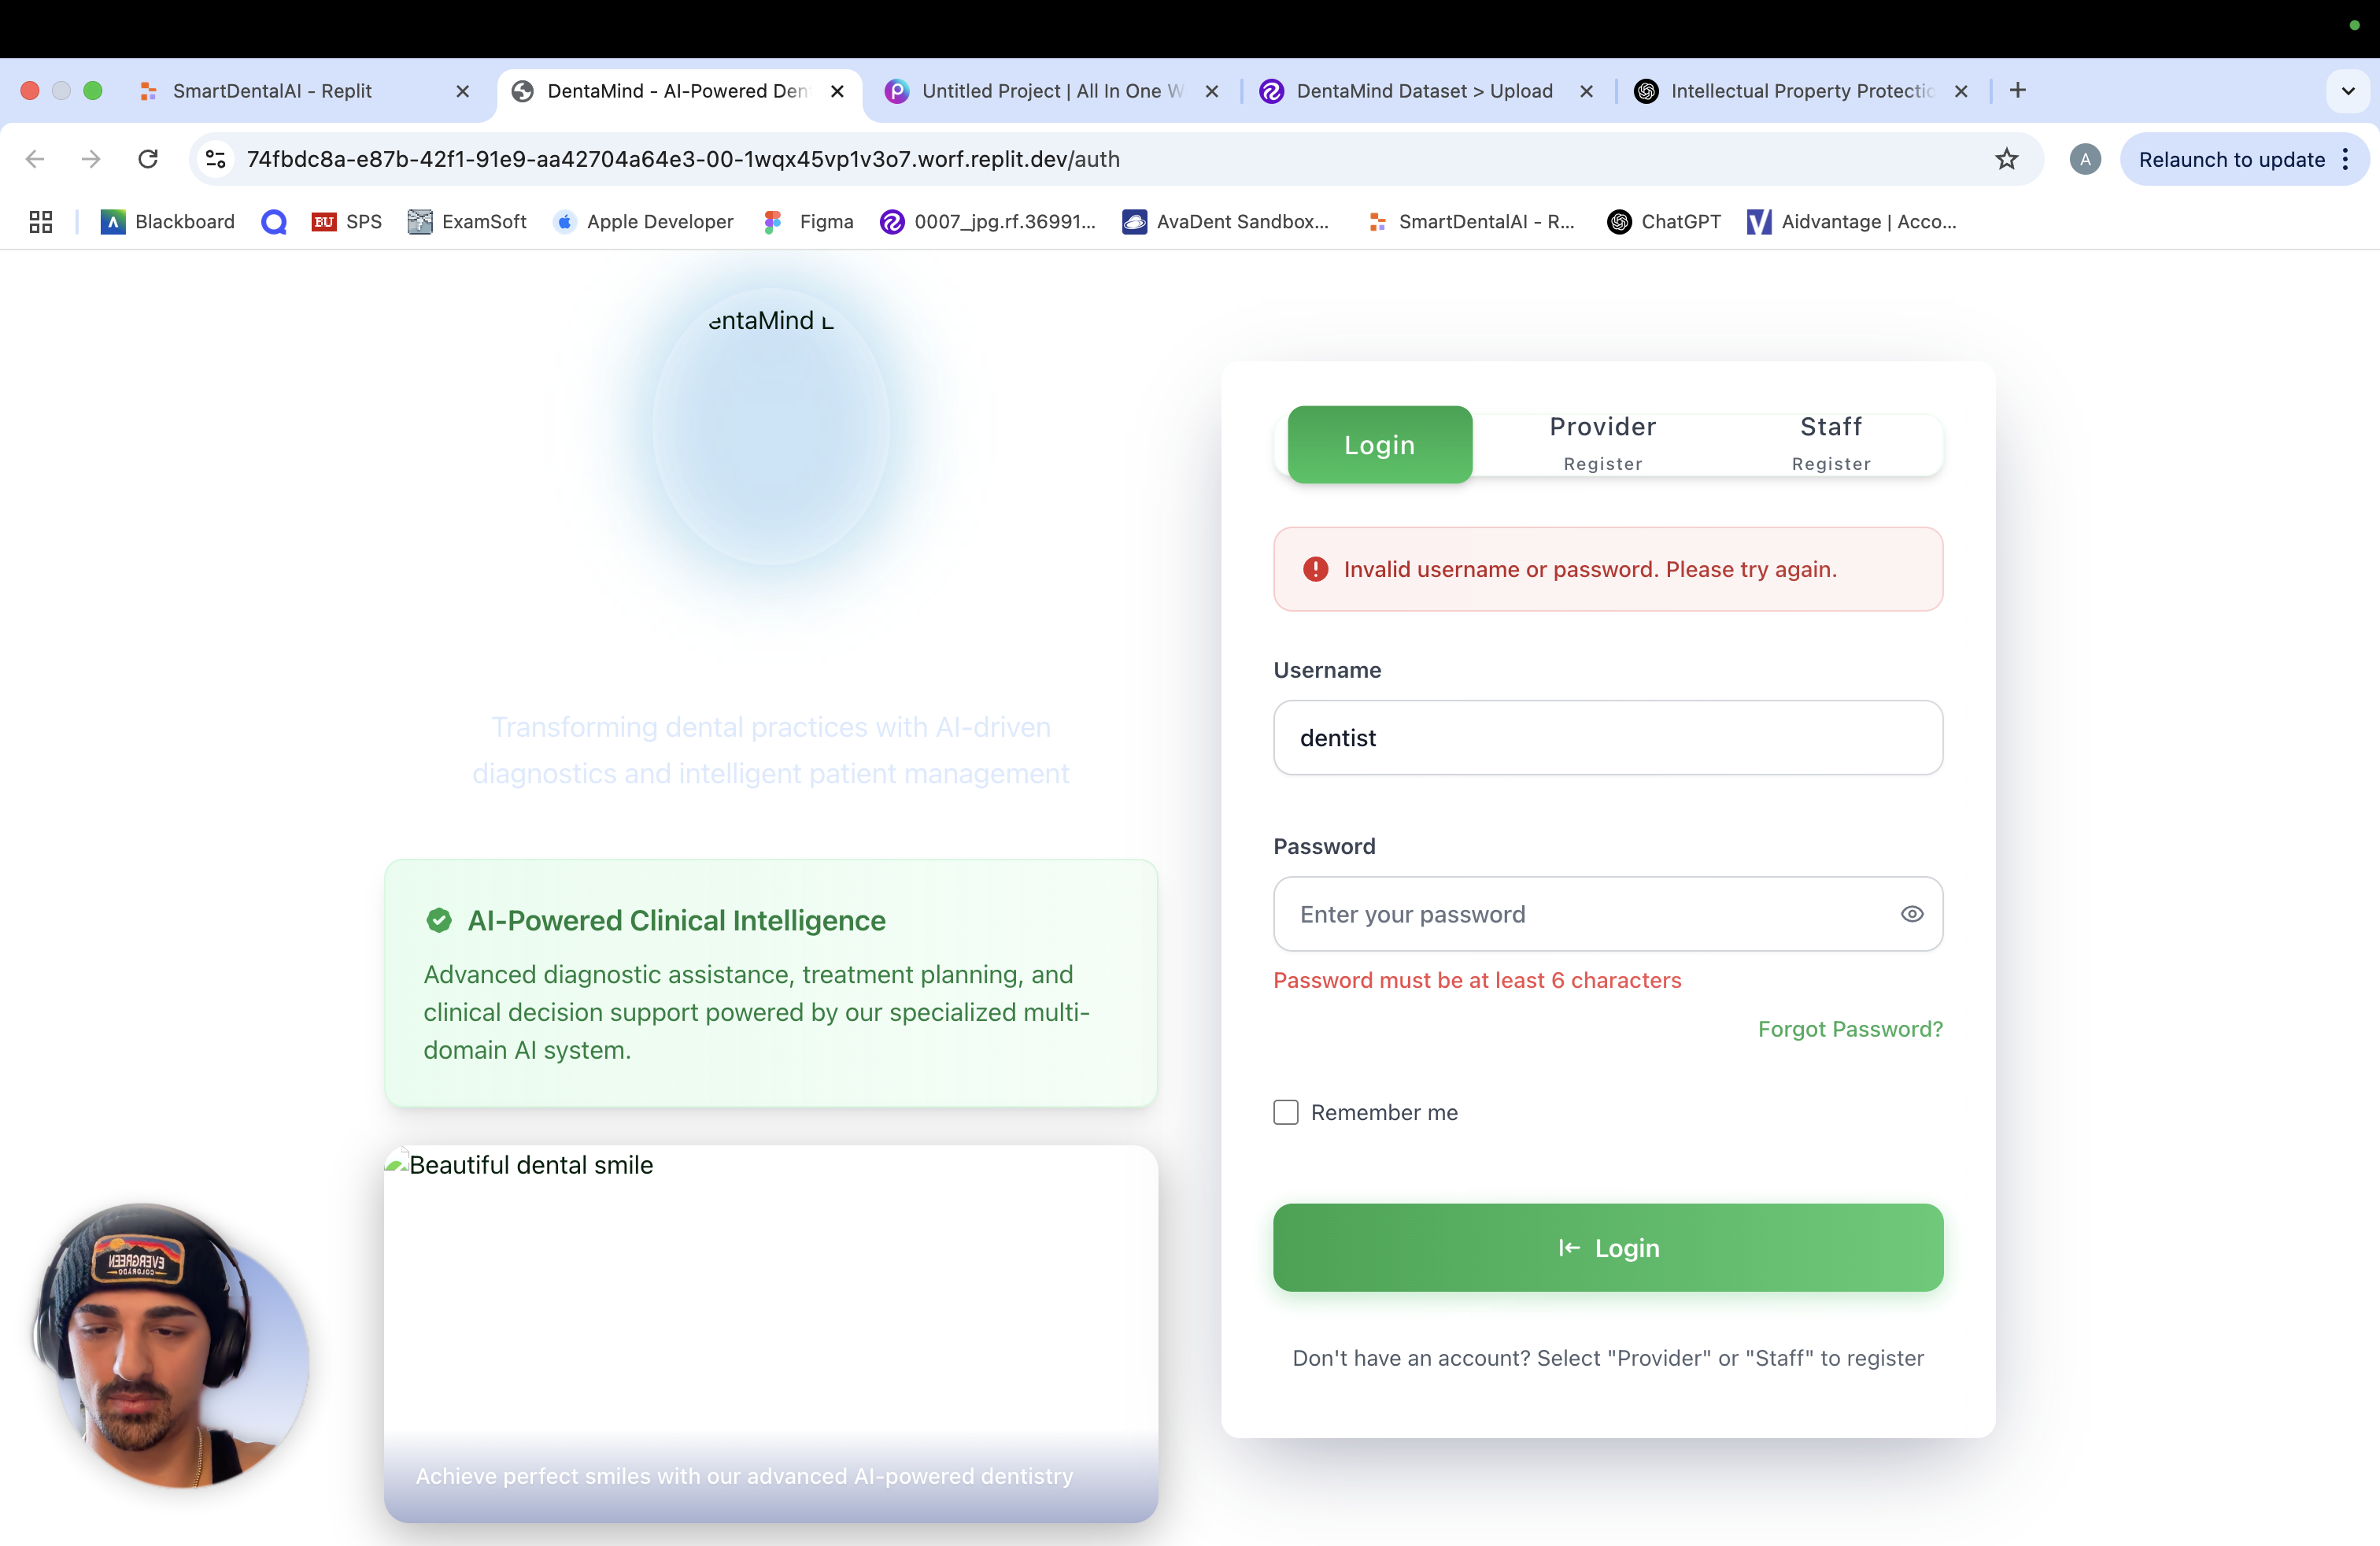 SmartDentalAI - Replit
DentaMind - AI-Powered Den
Untitled Project | All In One W
DentaMind Dataset > Upload
Intellectual Property Protectio
74fbdc8a-e87b-42f1-91e9-aa42704a64e3-00-1wqx45vp1v3o7.worf.replit.dev/auth
A
Relaunch to update
Blackboard
BU SPS
ExamSoft
Apple Developer
Figma
0007_jpg.rf.36991...
AvaDent Sandbox...
SmartDentalAI - R...
ChatGPT
Aidvantage | Acco...
entaMind L
Transforming dental practices with AI-driven
diagnostics and intelligent patient management
AI-Powered Clinical Intelligence
Advanced diagnostic assistance, treatment planning, and
clinical decision support powered by our specialized multi-
domain AI system.
Beautiful dental smile
Achieve perfect smiles with our advanced AI-powered dentistry
EVERGREEN
COLORADO
Login
Provider
Register
Staff
Register
Invalid username or password. Please try again.
Username
dentist
Password
Enter your password
Password must be at least 6 characters
Forgot Password?
Remember me
Login
Don't have an account? Select "Provider" or "Staff" to register